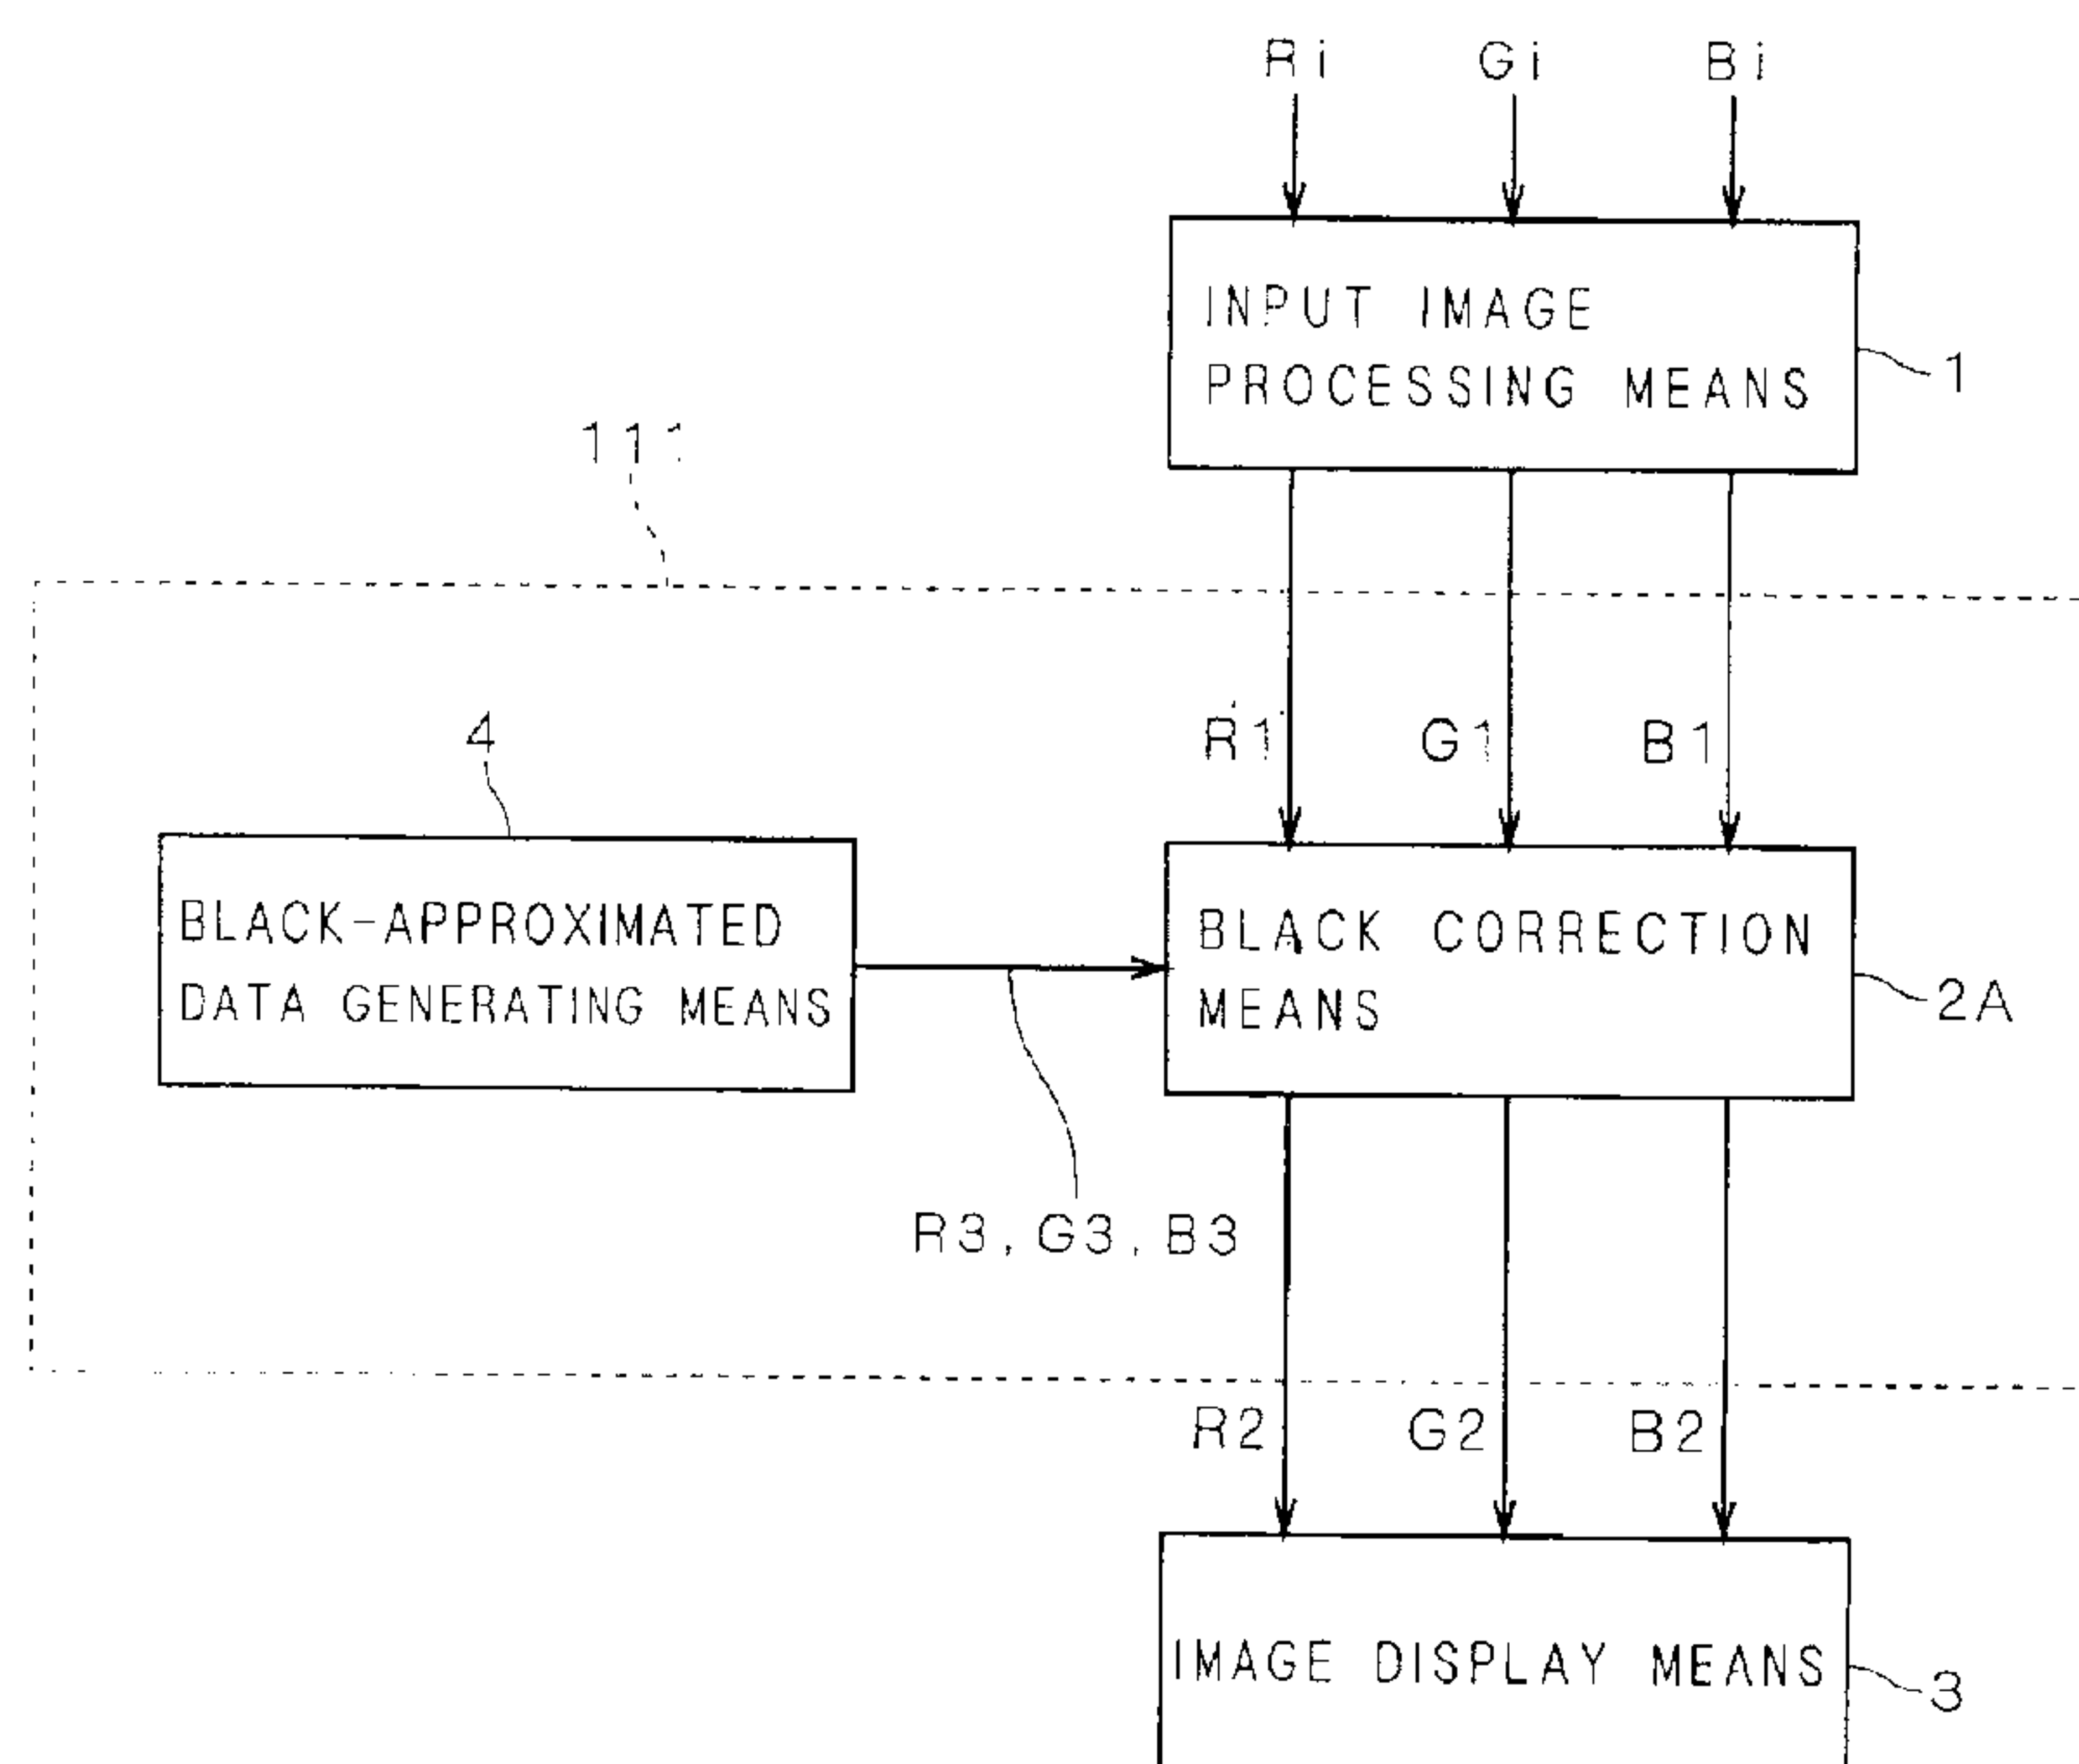 Ri Gi Bi
INPUT IMAGE
PROCESSING MEANS
1
111
R1 G1 B1
4
BLACK-APPROXIMATED
DATA GENERATING MEANS
BLACK CORRECTION
MEANS
2A
R3, G3, B3
R2 G2 B2
IMAGE DISPLAY MEANS
3